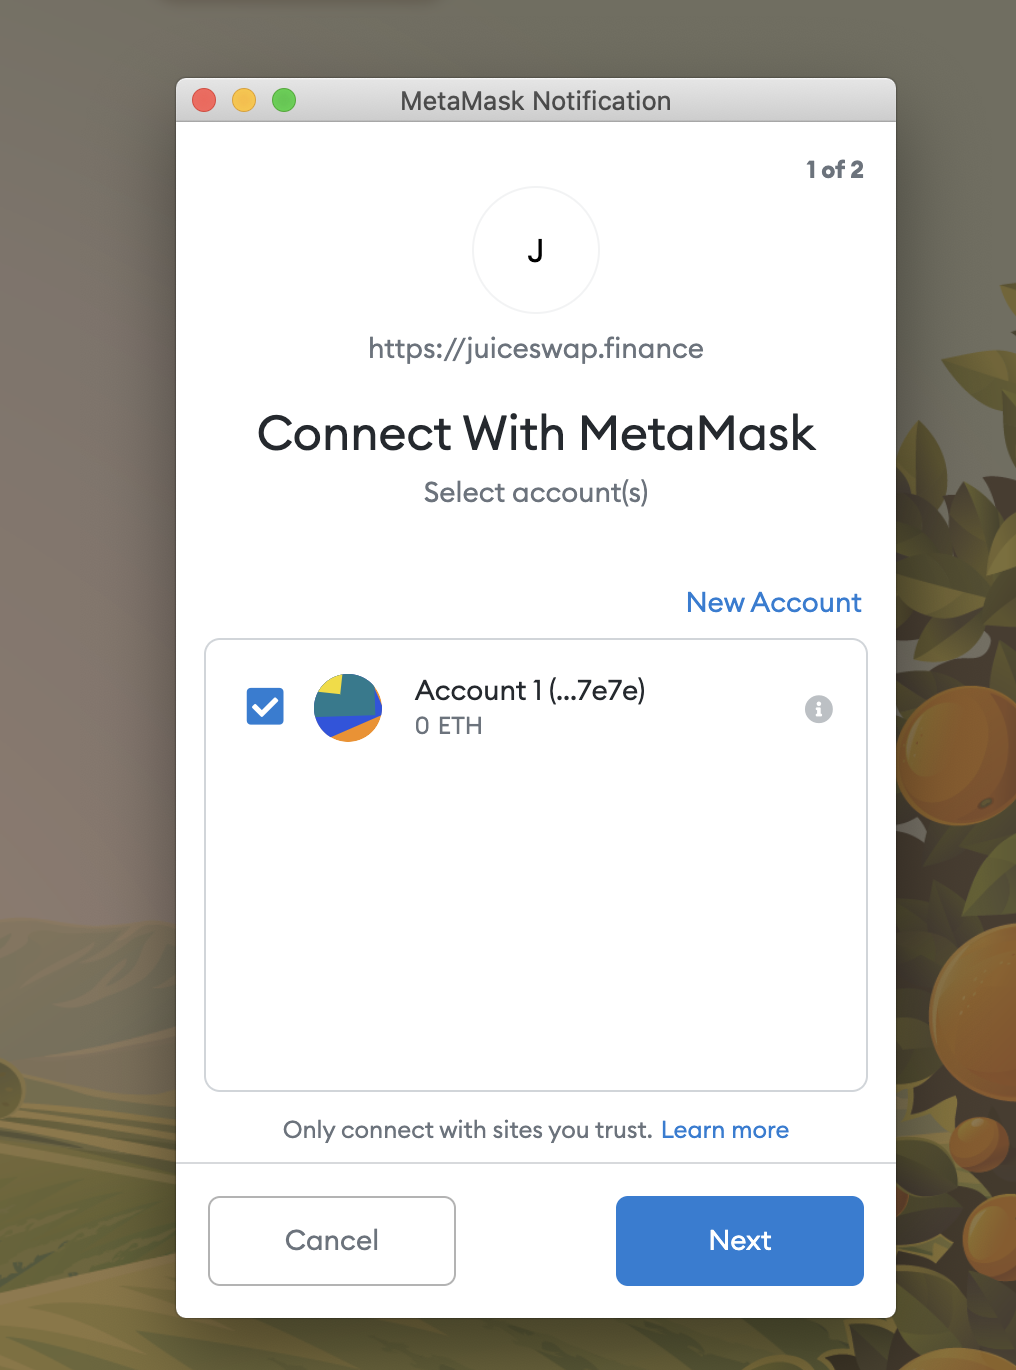 MetaMask Notification
1 of 2
J
https://juiceswap.finance
Connect With MetaMask
Select account(s)
New Account
Account 1 (...7e7e)
0 ETH
Only connect with sites you trust. Learn more
Cancel
Next